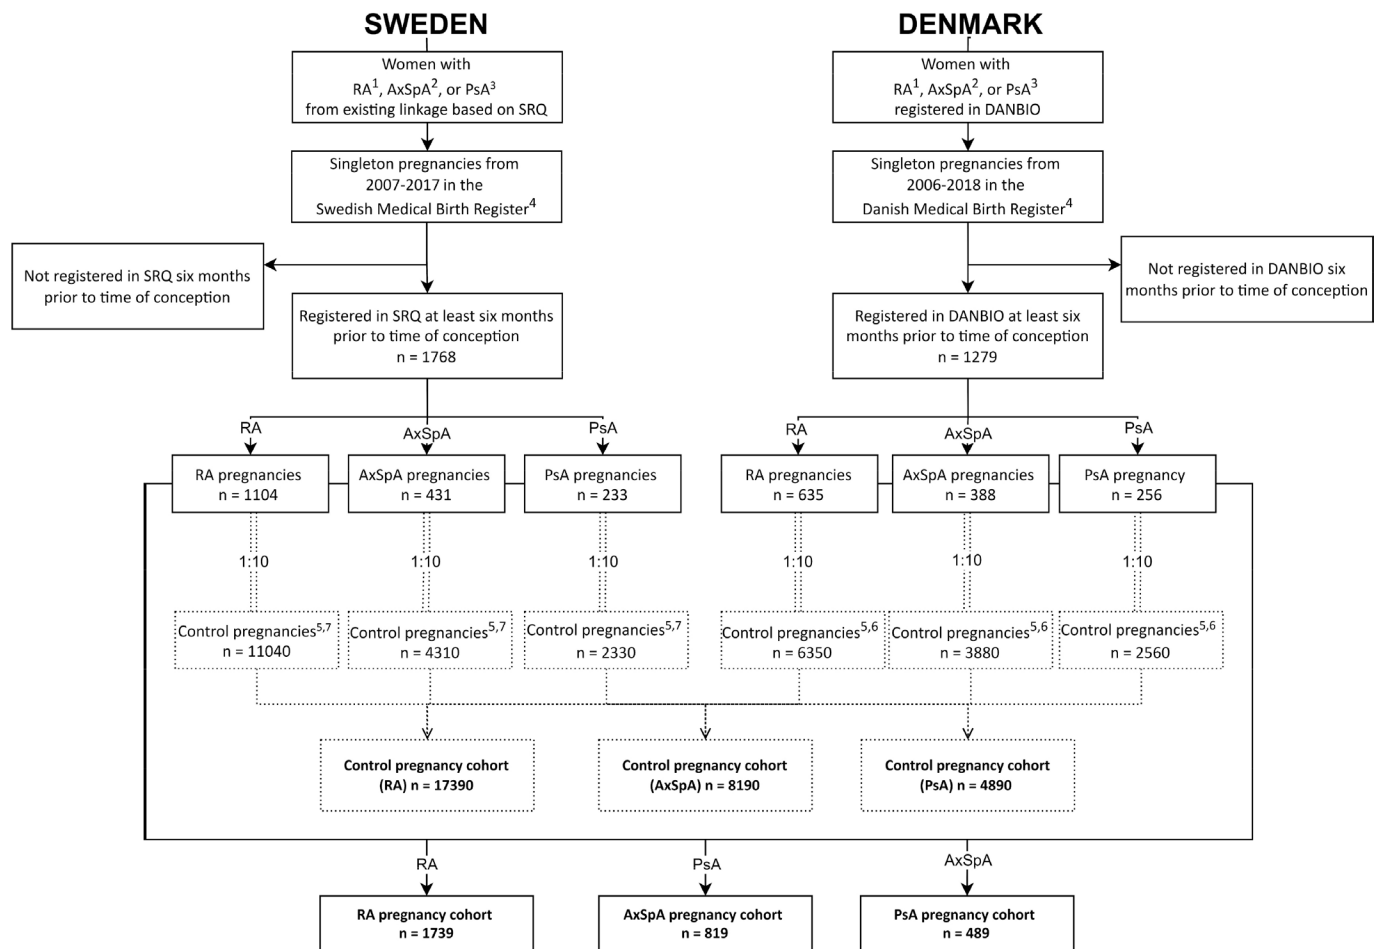 SWEDEN
DENMARK
Women with
RA1, AxSpA2, or PsA3
from existing linkage based on SRQ
Women with
RA1, AxSpA2, or PsA3
registered in DANBIO
Singleton pregnancies from
2007-2017 in the
Swedish Medical Birth Register4
Singleton pregnancies from
2006-2018 in the
Danish Medical Birth Register4
Not registered in SRQ six months
prior to time of conception
Not registered in DANBIO six
months prior to time of conception
Registered in SRQ at least six months
prior to time of conception
n = 1768
Registered in DANBIO at least six
months prior to time of conception
n = 1279
RA
AxSpA
PsA
RA
AxSpA
PsA
RA pregnancies
n = 1104
AxSpA pregnancies
n = 431
PsA pregnancies
n = 233
RA pregnancies
n = 635
AxSpA pregnancies
n = 388
PsA pregnancy
n = 256
1:10
1:10
1:10
1:10
1:10
1:10
Control pregnancies5,7
n = 11040
Control pregnancies5,7
n = 4310
Control pregnancies5,7
n = 2330
Control pregnancies5,6
n = 6350
Control pregnancies5,6
n = 3880
Control pregnancies5,6
n = 2560
Control pregnancy cohort
(RA) n = 17390
Control pregnancy cohort
(AxSpA) n = 8190
Control pregnancy cohort
(PsA) n = 4890
RA
PsA
AxSpA
RA pregnancy cohort
n = 1739
AxSpA pregnancy cohort
n = 819
PsA pregnancy cohort
n = 489